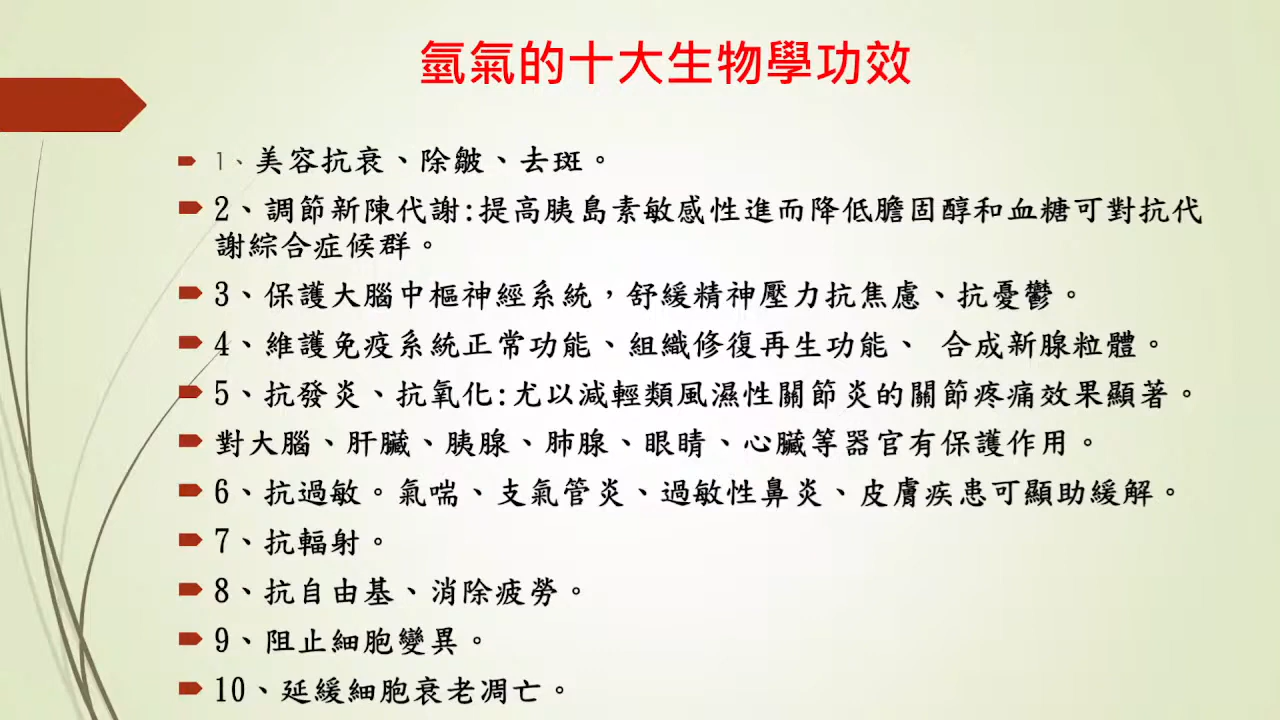 氫氣的十大生物學功效
1、美容抗衰、除皺、去斑。
2、調節新陳代謝:提高胰島素敏感性進而降低膽固醇和血糖可對抗代
謝綜合症候群。
3、保護大腦中樞神經系統，舒緩精神壓力抗焦慮、抗憂鬱。
4、維護免疫系統正常功能、組織修復再生功能、 合成新腺粒體。
5、抗發炎、抗氧化:尤以減輕類風濕性關節炎的關節疼痛效果顯著。
對大腦、肝臟、胰腺、肺腺、眼睛、心臟等器官有保護作用。
6、抗過敏。氣喘、支氣管炎、過敏性鼻炎、皮膚疾患可顯助緩解。
7、抗輻射。
8、抗自由基、消除疲勞。
9、阻止細胞變異。
10、延緩細胞衰老凋亡。